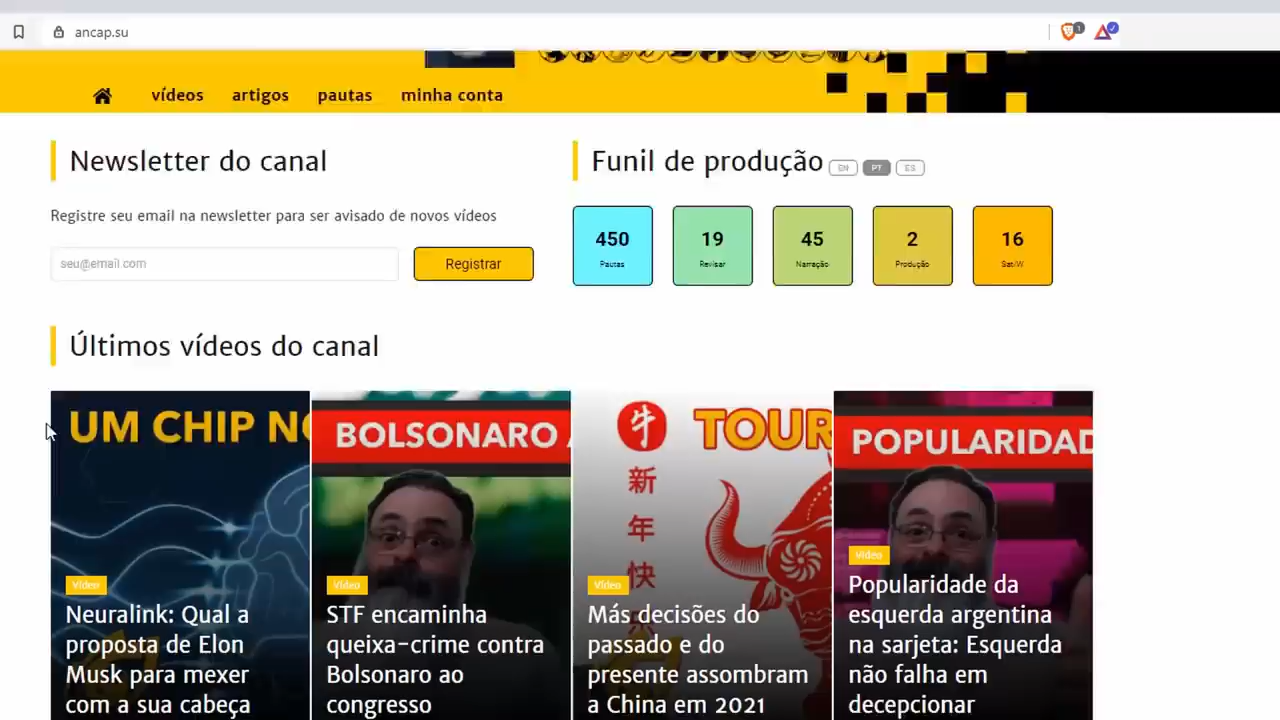 ancap.su
1
vídeos
artigos
pautas
minha conta
Newsletter do canal
Funil de produção
EN
PT
ES
Registre seu email na newsletter para ser avisado de novos vídeos
seu@email.com
Registrar
450
Pautas
19
Revisar
45
Narração
2
Produção
16
Sat/W
Últimos vídeos do canal
UM CHIP NO
Vídeo
Neuralink: Qual a
proposta de Elon
Musk para mexer
com a sua cabeça
BOLSONARO
Vídeo
STF encaminha
queixa-crime contra
Bolsonaro ao
congresso
牛
TOUR
新
年
快
Vídeo
Más decisões do
passado e do
presente assombram
a China em 2021
POPULARIDAD
Vídeo
Popularidade da
esquerda argentina
na sarjeta: Esquerda
não falha em
decepcionar